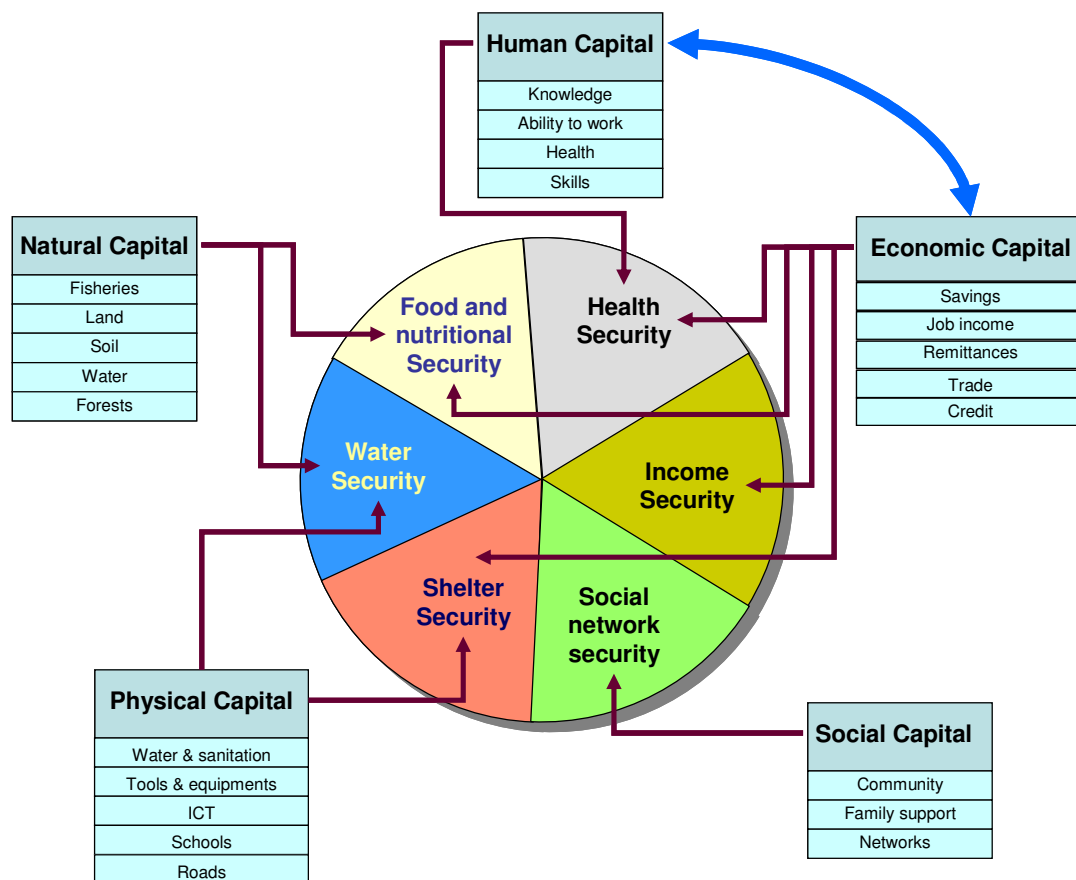 Human Capital
Knowledge
Ability to work
Health
Skills
Natural Capital
Fisheries
Land
Soil
Water
Forests
Economic Capital
Savings
Job income
Remittances
Trade
Credit
Food and
nutritional
Security
Health
Security
Water
Security
Income
Security
Shelter
Security
Social
network
security
Physical Capital
Water & sanitation
Tools & equipments
ICT
Schools
Roads
Social Capital
Community
Family support
Networks